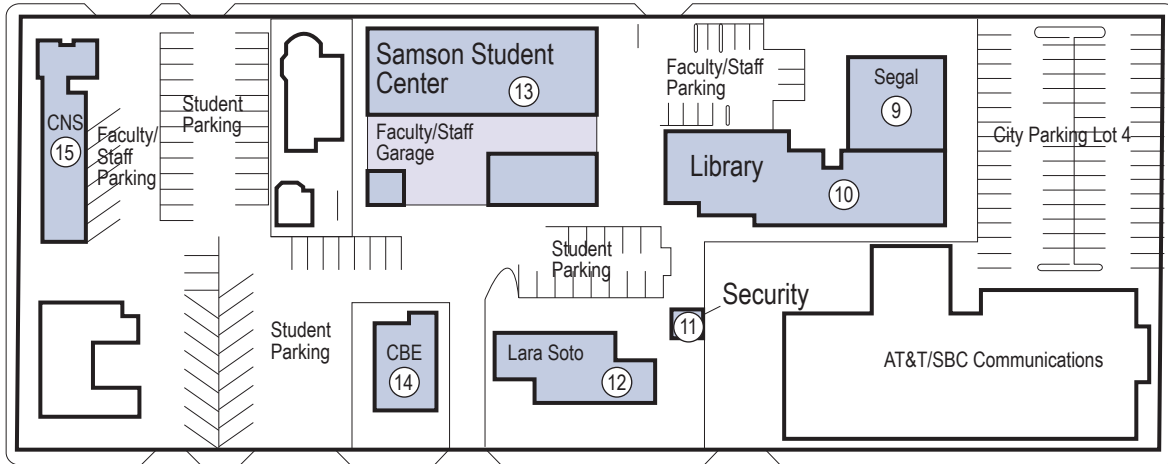 Samson Student
Center
13
Faculty/Staff
Garage
Faculty/Staff
Parking
Segal
9
CNS
15
Faculty/
Staff
Parking
Student
Parking
City Parking Lot 4
Library
10
Student
Parking
Security
11
Student
Parking
CBE
14
Lara Soto
12
AT&T/SBC Communications